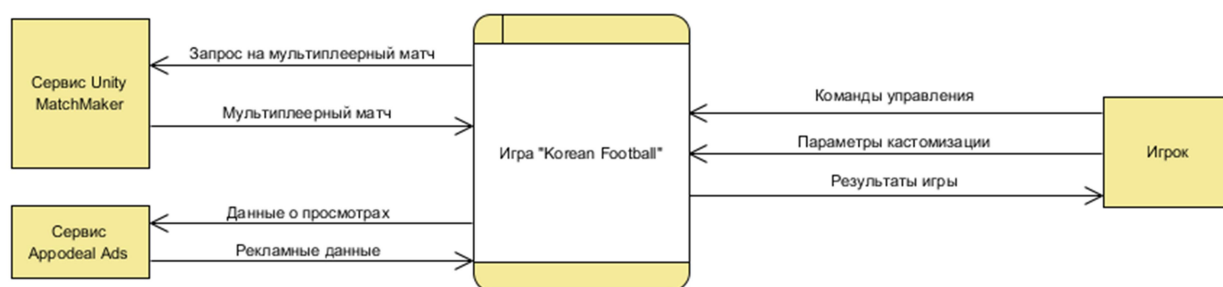 Сервис Unity
MatchMaker
Запрос на мультиплеерный матч
Мультиплеерный матч
Сервис
Appodeal Ads
Данные о просмотрах
Рекламные данные
Игра "Korean Football"
Команды управления
Параметры кастомизации
Результаты игры
Игрок